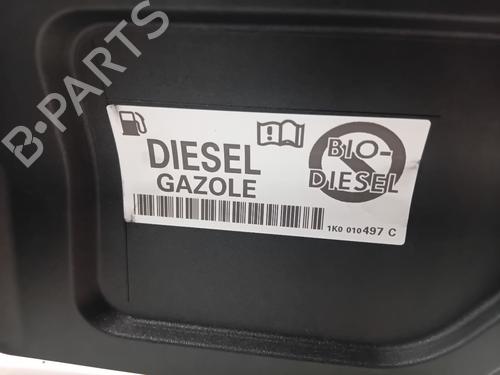 B-PARTS
DIESEL
GAZOLE
BIO-
DIESEL
1K0 010497 C